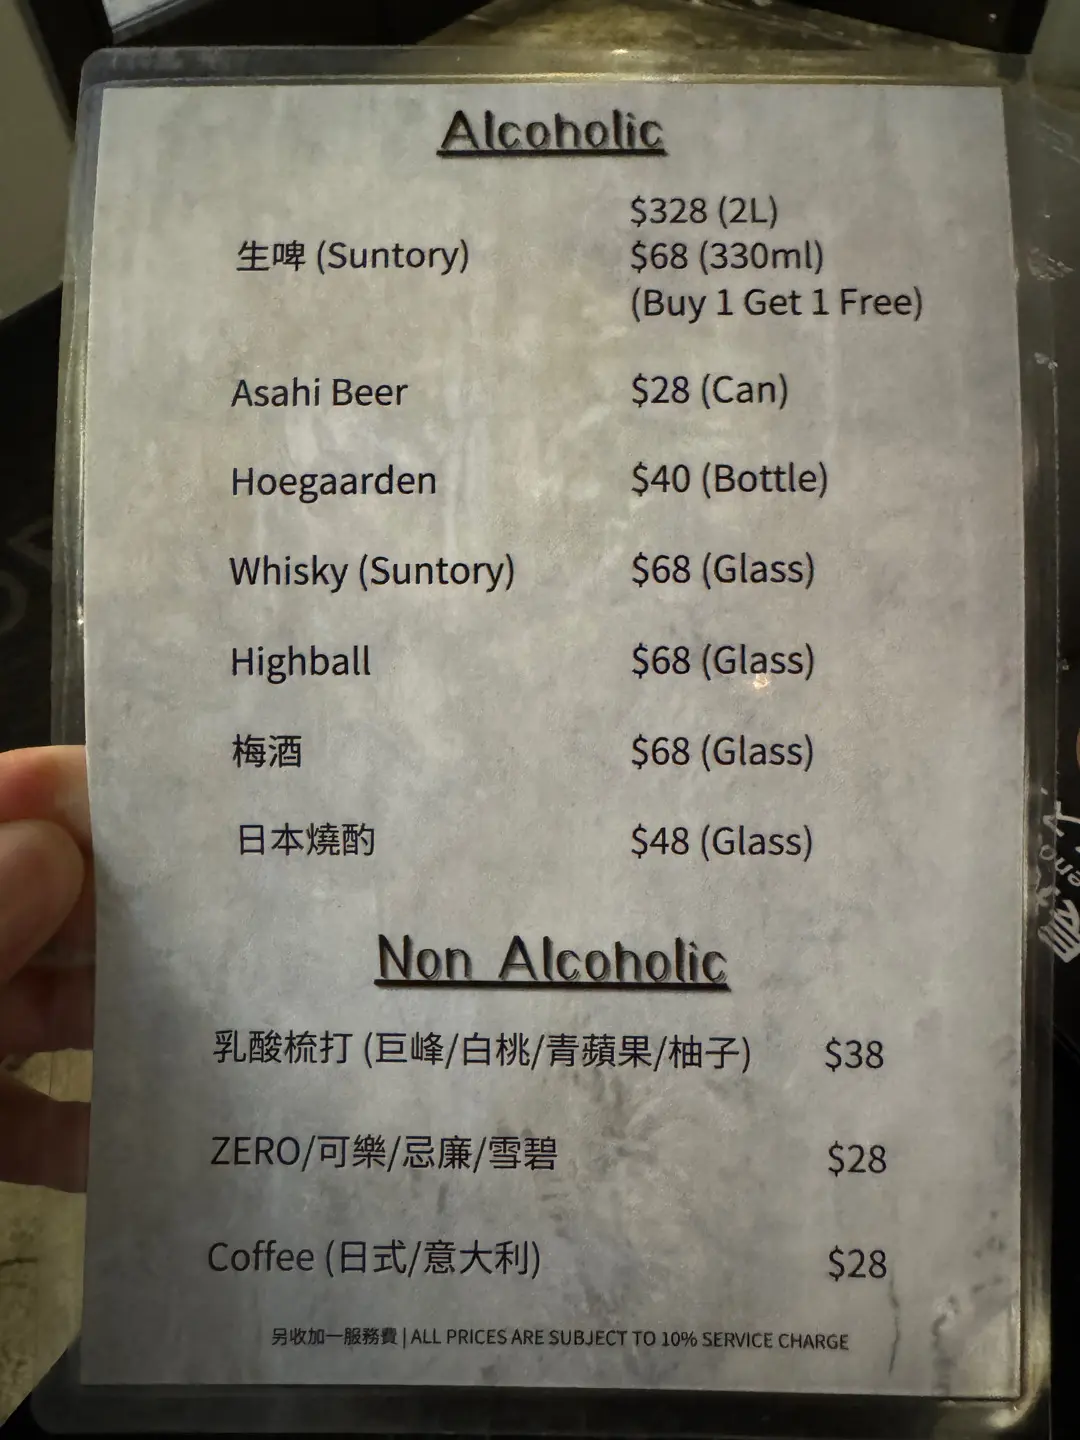 Alcoholic
$328 (2L)
生啤 (Suntory) $68 (330ml)
(Buy 1 Get 1 Free)
Asahi Beer $28 (Can)
Hoegaarden $40 (Bottle)
Whisky (Suntory) $68 (Glass)
Highball $68 (Glass)
梅酒 $68 (Glass)
日本燒酌 $48 (Glass)
Non Alcoholic
乳酸梳打 (巨峰/白桃/青蘋果/柚子) $38
ZERO/可樂/忌廉/雪碧 $28
Coffee (日式/意大利) $28
另收加一服務費 | ALL PRICES ARE SUBJECT TO 10% SERVICE CHARGE